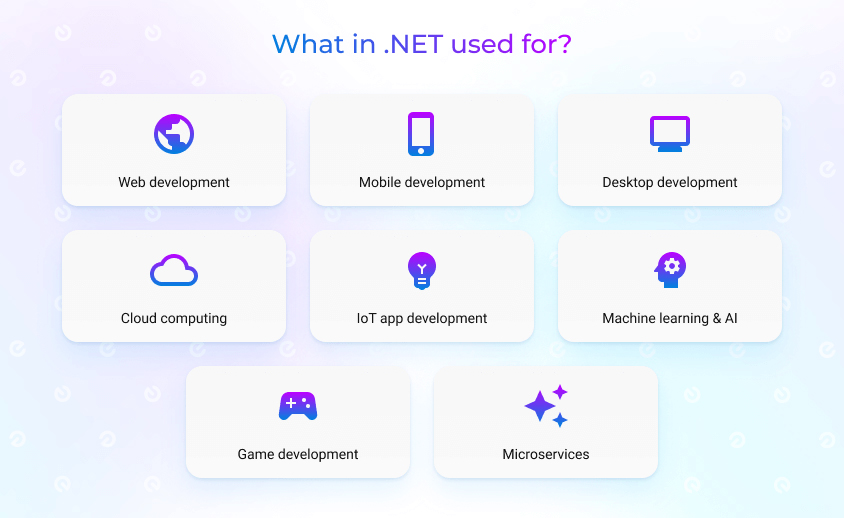 What in .NET used for?
Web development
Mobile development
Desktop development
Cloud computing
IoT app development
Machine learning & AI
Game development
Microservices